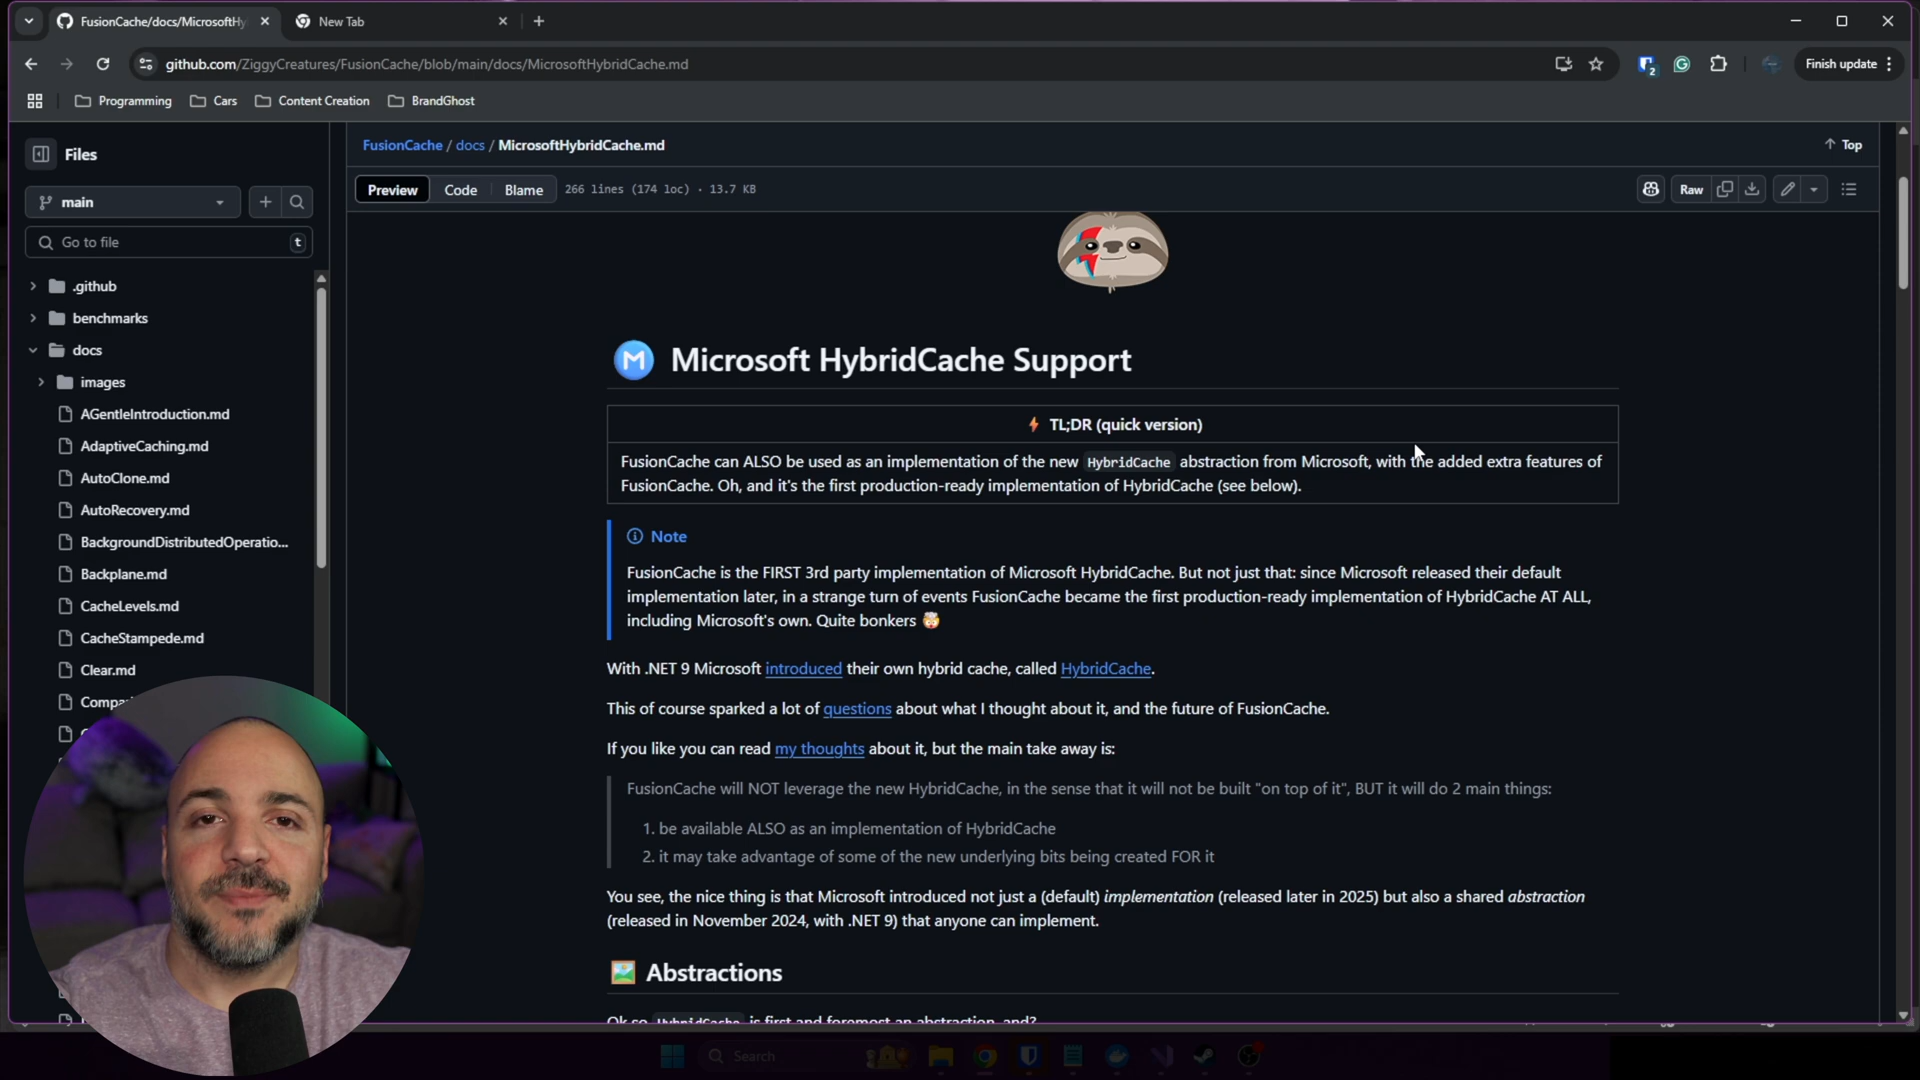 FusionCache/docs/MicrosoftHy
New Tab
github.com/ZiggyCreatures/FusionCache/blob/main/docs/MicrosoftHybridCache.md
2
Finish update
Programming
Cars
Content Creation
BrandGhost
Files
FusionCache / docs / MicrosoftHybridCache.md
Top
main
Preview
Code
Blame
266 lines (174 loc) · 13.7 KB
Raw
Go to file
t
.github
benchmarks
docs
images
AGentleIntroduction.md
AdaptiveCaching.md
AutoClone.md
AutoRecovery.md
BackgroundDistributedOperatio...
Backplane.md
CacheLevels.md
CacheStampede.md
Clear.md
M Microsoft HybridCache Support
TL;DR (quick version)
FusionCache can ALSO be used as an implementation of the new HybridCache abstraction from Microsoft, with the added extra features of
FusionCache. Oh, and it's the first production-ready implementation of HybridCache (see below).
Note
FusionCache is the FIRST 3rd party implementation of Microsoft HybridCache. But not just that: since Microsoft released their default
implementation later, in a strange turn of events FusionCache became the first production-ready implementation of HybridCache AT ALL,
including Microsoft's own. Quite bonkers 🤯
With .NET 9 Microsoft introduced their own hybrid cache, called HybridCache.
This of course sparked a lot of questions about what I thought about it, and the future of FusionCache.
If you like you can read my thoughts about it, but the main take away is:
FusionCache will NOT leverage the new HybridCache, in the sense that it will not be built "on top of it", BUT it will do 2 main things:
1. be available ALSO as an implementation of HybridCache
2. it may take advantage of some of the new underlying bits being created FOR it
You see, the nice thing is that Microsoft introduced not just a (default) implementation (released later in 2025) but also a shared abstraction
(released in November 2024, with .NET 9) that anyone can implement.
Abstractions
Ok so HybridCache is first and foremost an abstraction, and?
Search